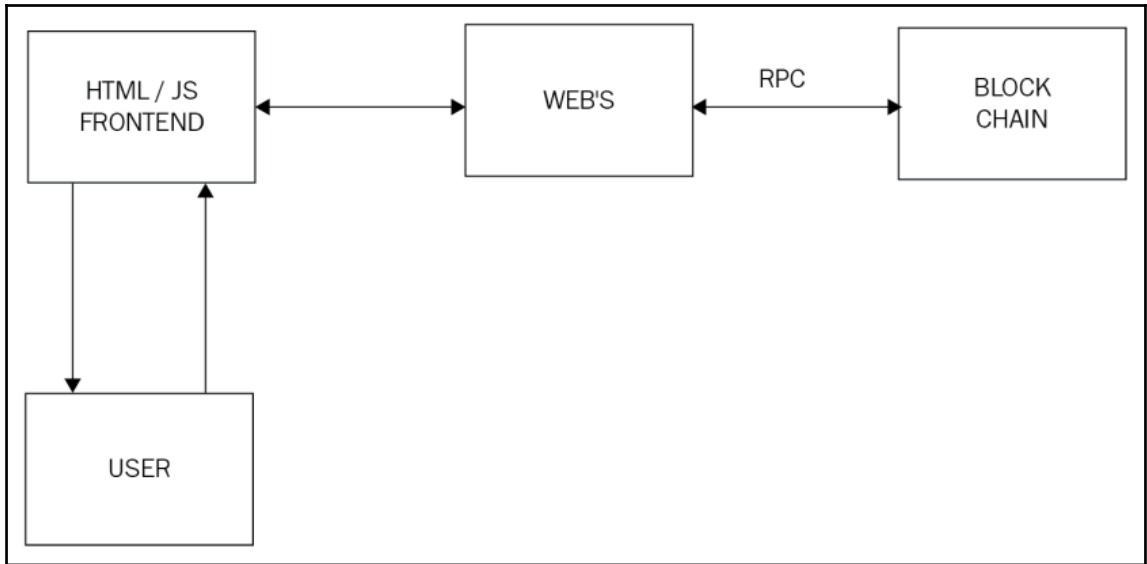 HTML / JS
FRONTEND
WEB'S
RPC
BLOCK
CHAIN
USER